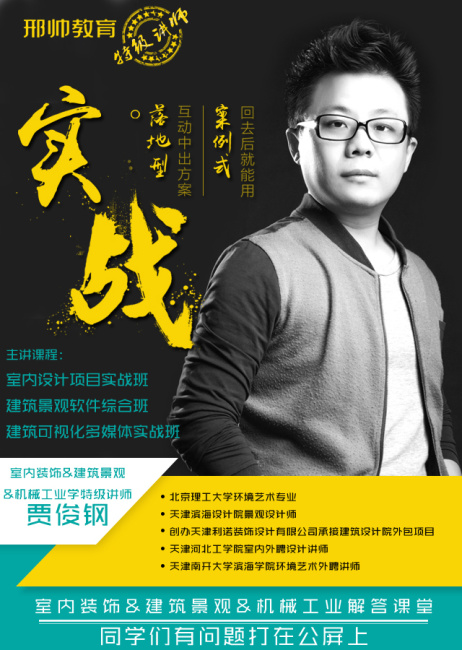 邢帅教育
特级讲师
实战
回去后就能用
案例式
互动中出方案
落地型
主讲课程：
室内设计项目实战班
建筑景观软件综合班
建筑可视化多媒体实战班
室内装饰&建筑景观
&机械工业学特级讲师
贾俊钢
• 北京理工大学环境艺术专业
• 天津滨海设计院景观设计师
• 创办天津利诺装饰设计有限公司承接建筑设计院外包项目
• 天津河北工学院室内外聘设计讲师
• 天津南开大学滨海学院环境艺术外聘讲师
室内装饰&建筑景观&机械工业解答课堂
同学们有问题打在公屏上